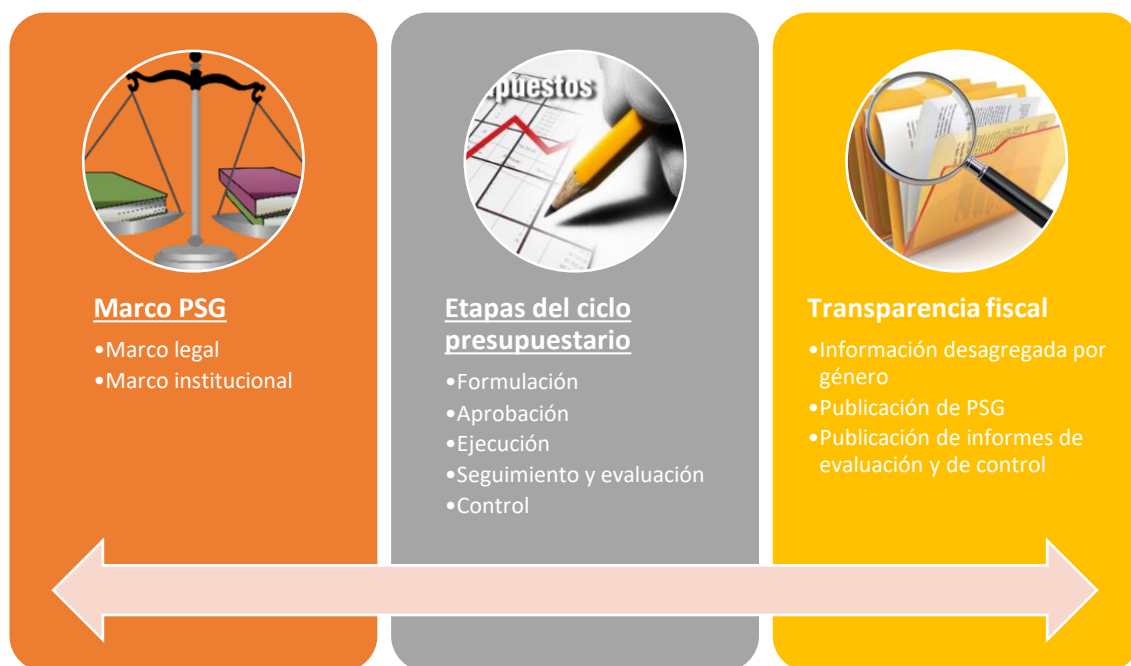 puestos
Marco PSG
•Marco legal
•Marco institucional
Etapas del ciclo
presupuestario
•Formulación
•Aprobación
•Ejecución
•Seguimiento y evaluación
•Control
Transparencia fiscal
•Información desagregada por
género
•Publicación de PSG
•Publicación de informes de
evaluación y de control